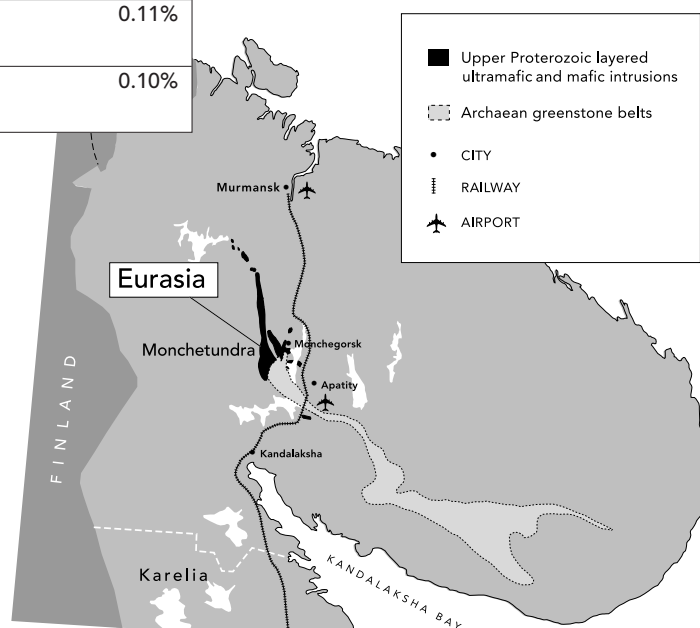 0.11%
0.10%
Upper Proterozoic layered
ultramafic and mafic intrusions
Archaean greenstone belts
CITY
RAILWAY
AIRPORT
Murmansk
Eurasia
Monchetundra
Monchegorsk
Apatity
FINLAND
Kandalaksha
Karelia
KANDALAKSHA BAY